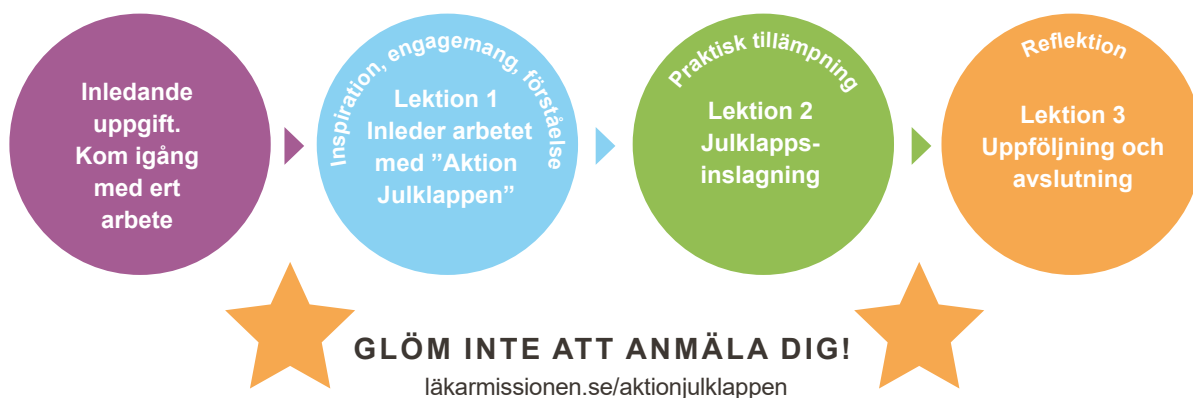 Inledande
uppgift.
Kom igång
med ert
arbete
Inspiration, engagemang, förståelse
Lektion 1
Inleder arbetet
med ”Aktion
Julklappen”
Praktisk tillämpning
Lektion 2
Julklapps-
inslagning
Reflektion
Lektion 3
Uppföljning och
avslutning
GLÖM INTE ATT ANMÄLA DIG!
läkarmissionen.se/aktionjulklappen